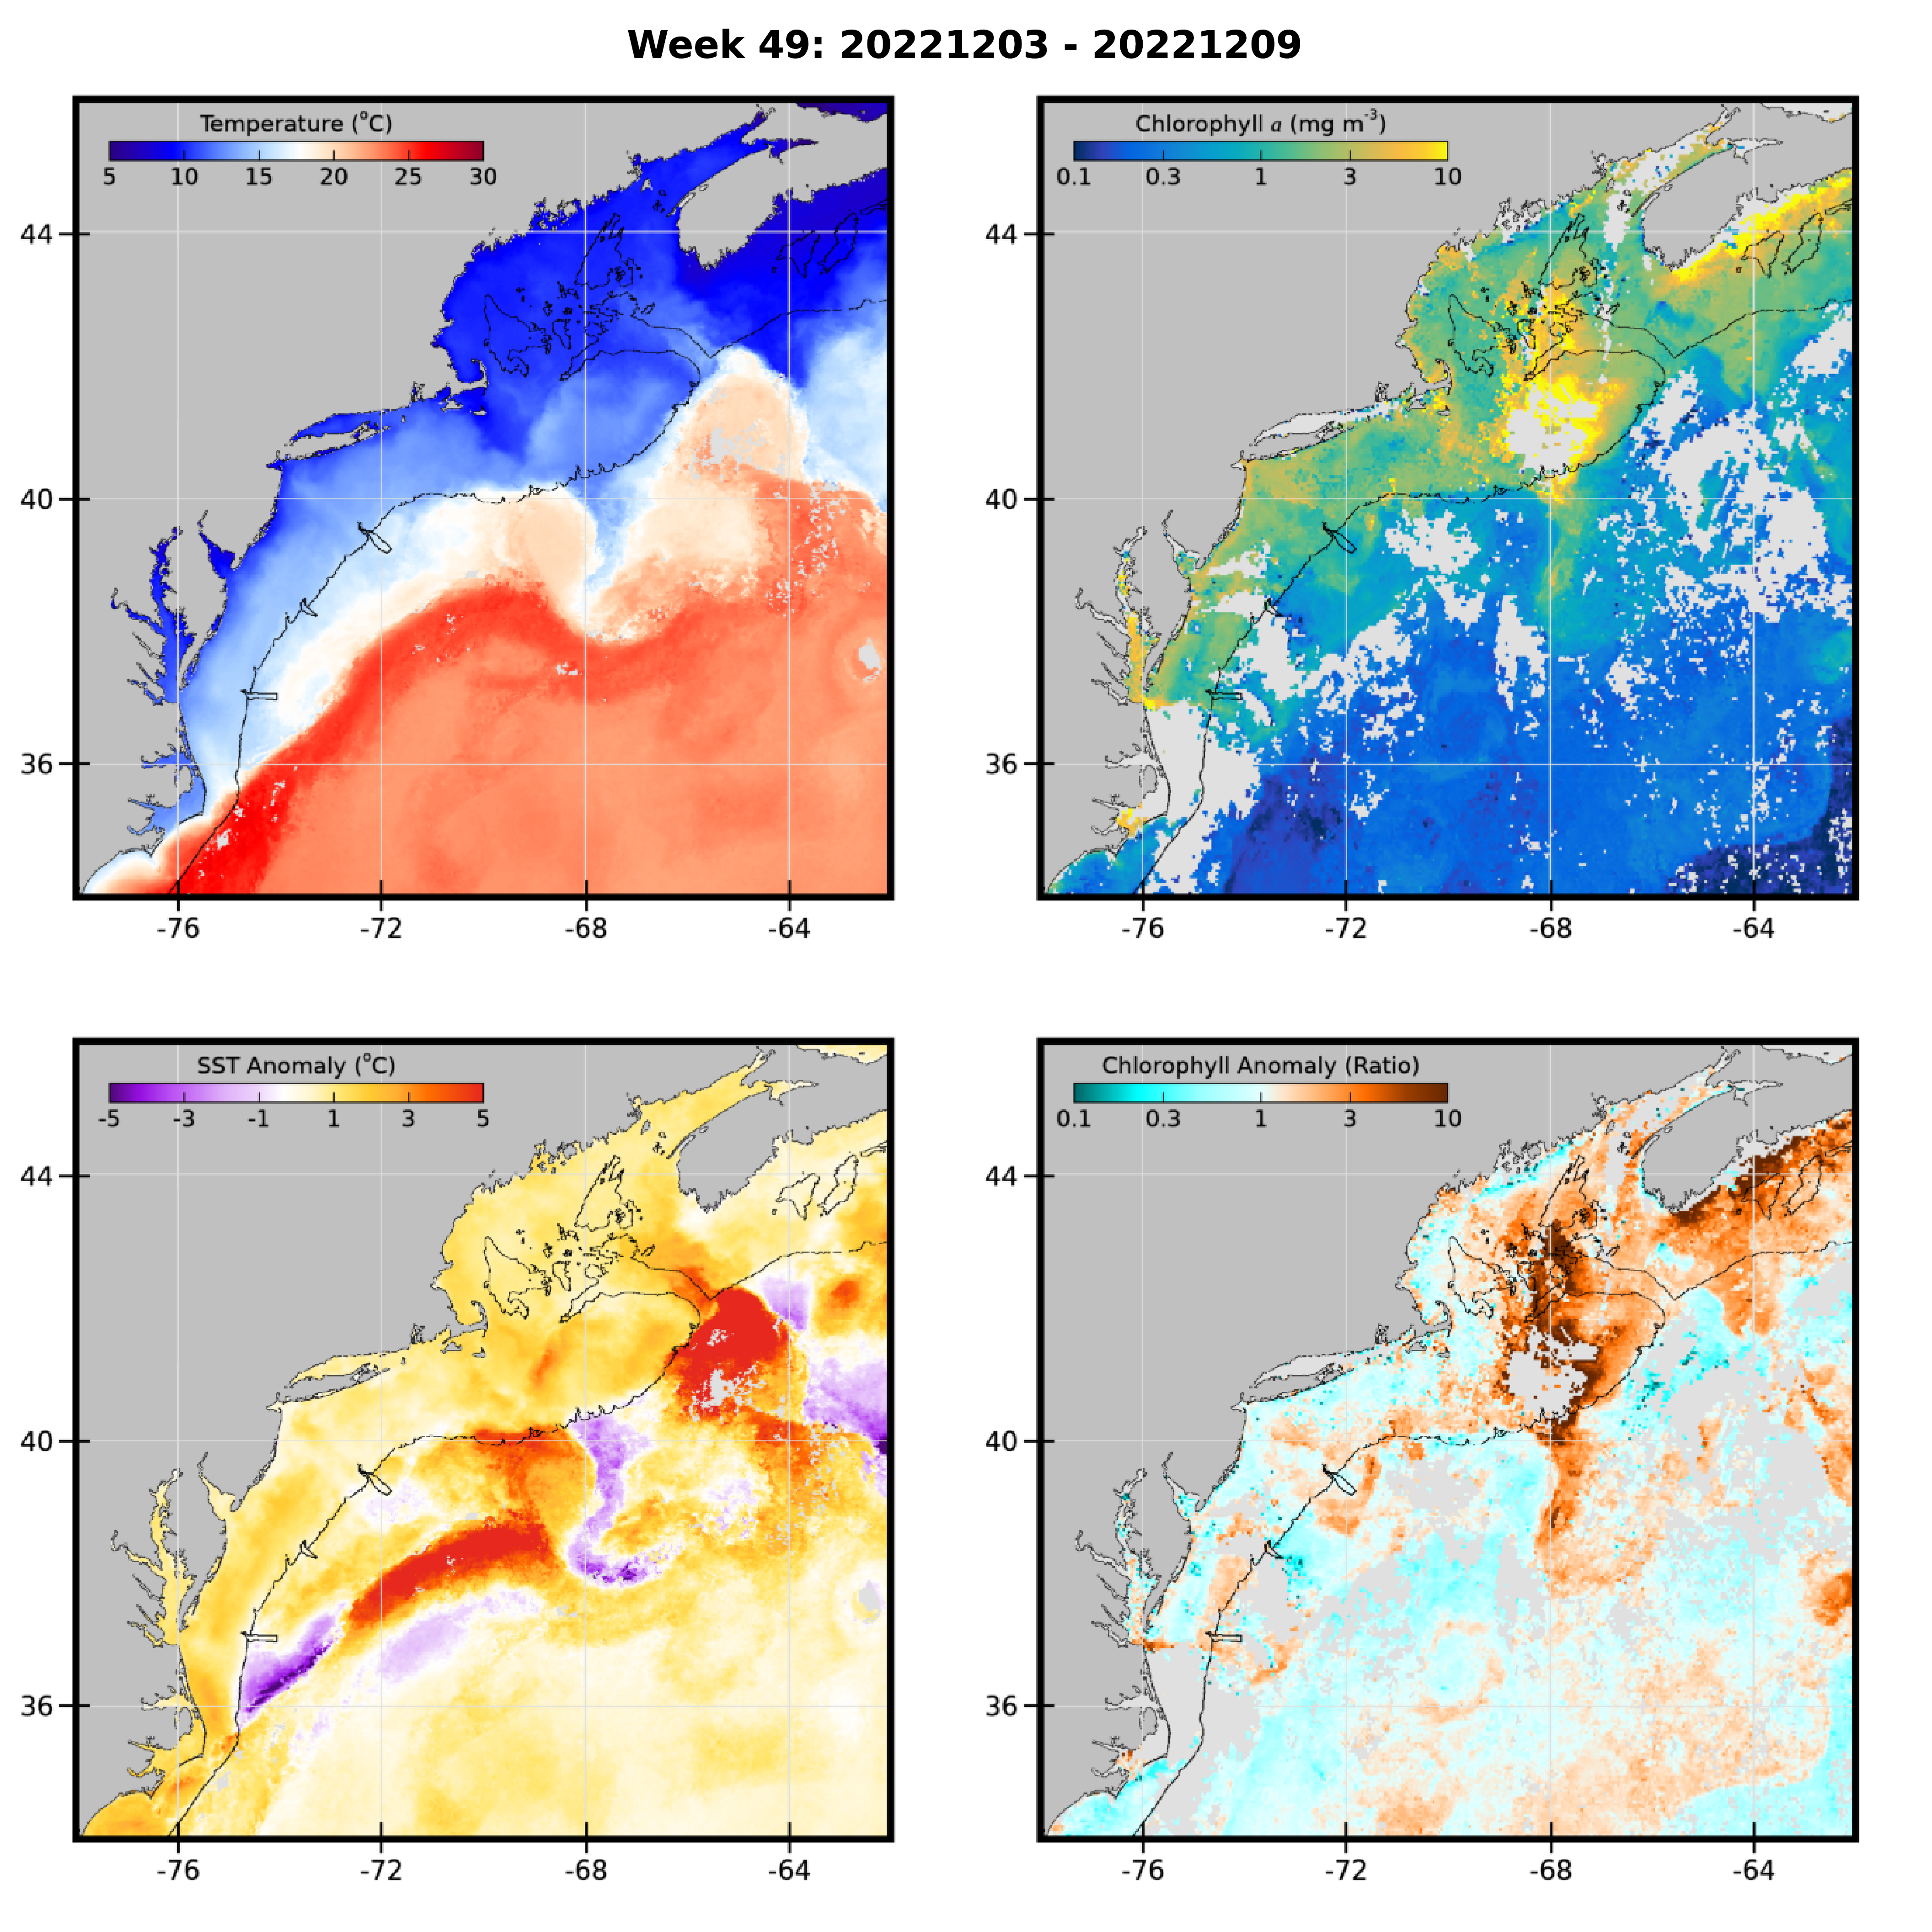 Week 49: 20221203 - 20221209
Temperature (°C)
5 10 15 20 25 30
44
40
36
-76 -72 -68 -64
Chlorophyll a (mg m⁻³)
0.1 0.3 1 3 10
44
40
36
-76 -72 -68 -64
SST Anomaly (°C)
-5 -3 -1 1 3 5
44
40
36
-76 -72 -68 -64
Chlorophyll Anomaly (Ratio)
0.1 0.3 1 3 10
44
40
36
-76 -72 -68 -64